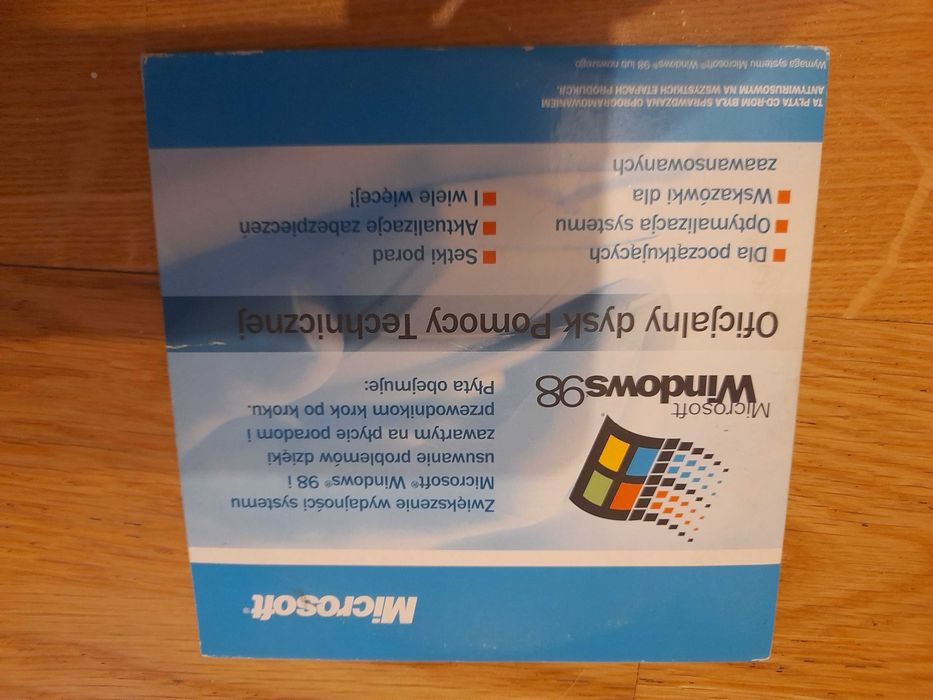 Microsoft®
Microsoft
Windows98
Zwiększenie wydajności systemu
Microsoft® Windows® 98 i
usuwanie problemów dzięki
zawartym na płycie poradom i
przewodnikom krok po kroku.
Płyta obejmuje:
Oficjalny dysk Pomocy Technicznej
Dla początkujących
Optymalizacja systemu
Wskazówki dla
zaawansowanych
Setki porad
Aktualizacje zabezpieczeń
I wiele więcej!
TA PŁYTA CD-ROM BYŁA SPRAWDZANA OPROGRAMOWANIEM
ANTYWIRUSOWYM NA WSZYSTKICH ETAPACH PRODUKCJI.
Wymaga systemu Microsoft® Windows® 98 lub nowszego